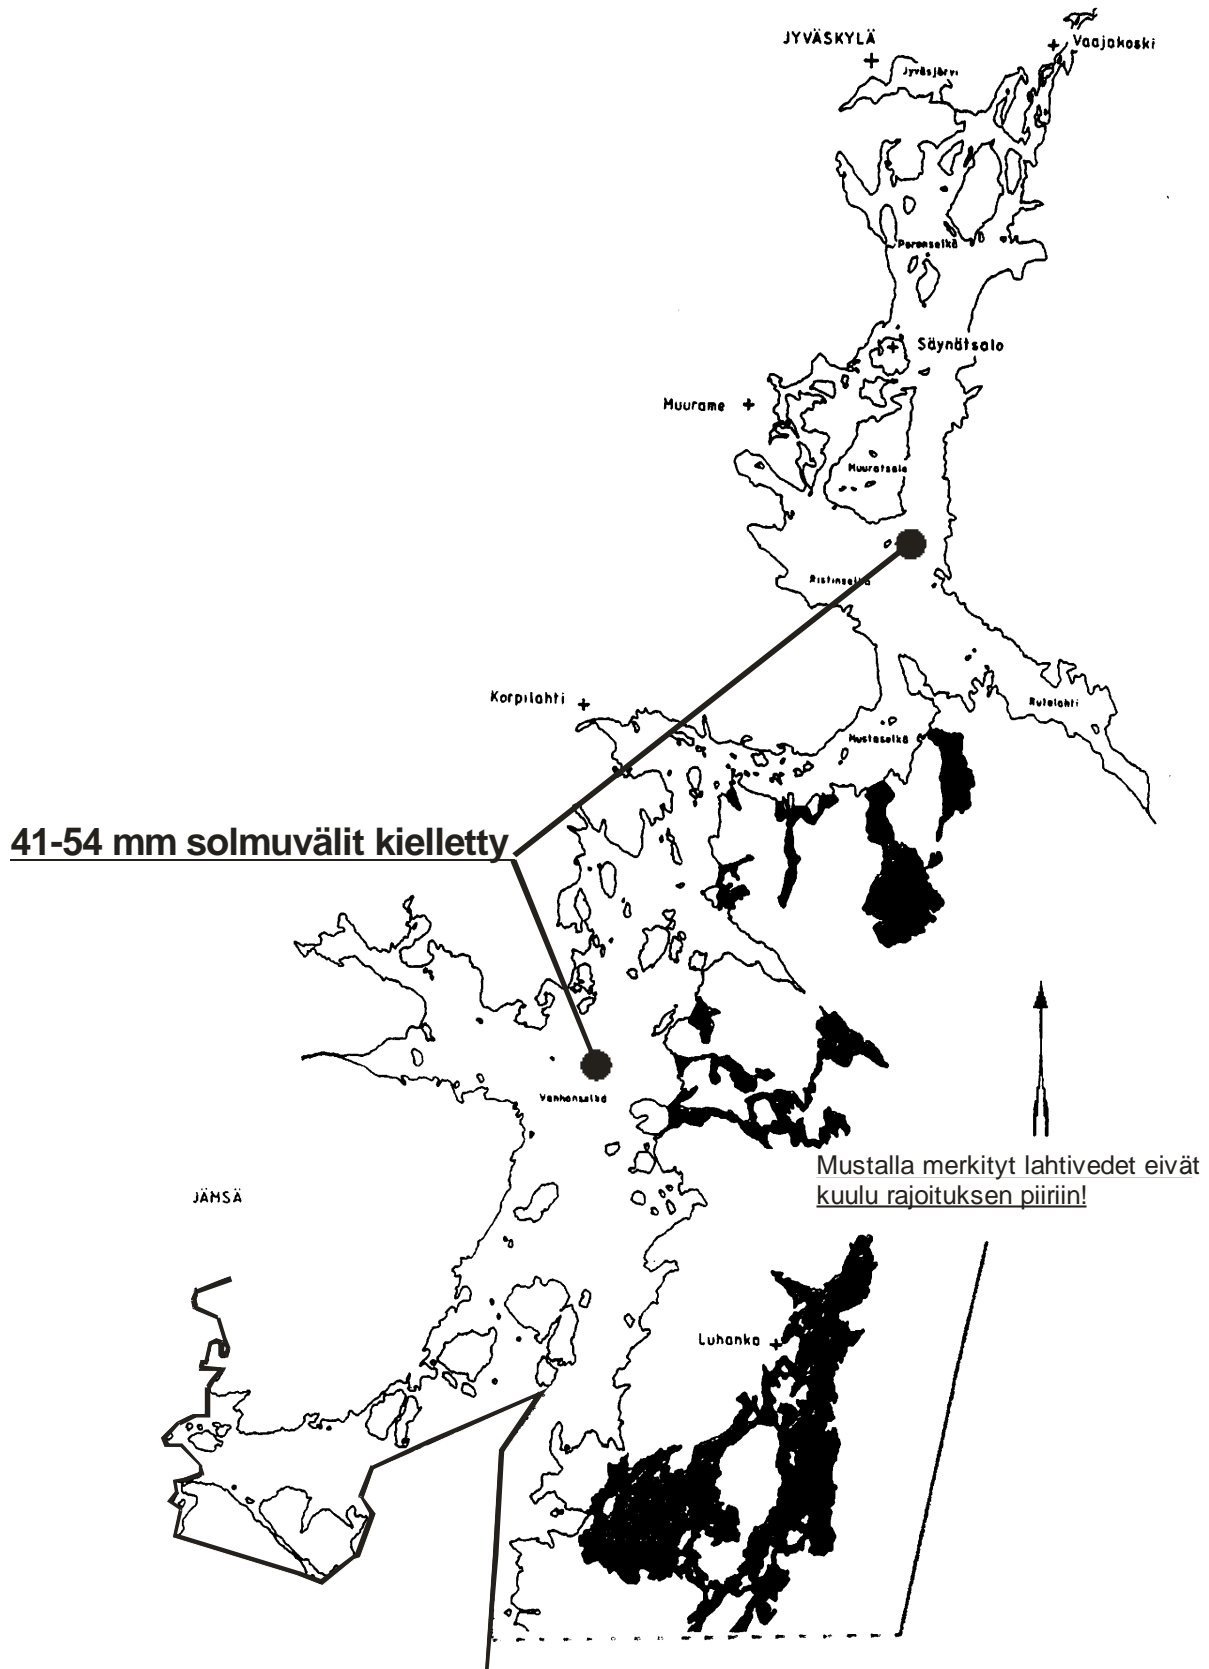 JYVÄSKYLÄ
Vaajakoski
Jyväsjärvi
Poronselkä
Säynätsalo
Muurame
Muuratsalo
Ristinselkä
Korpilahti
Rutalahti
Mustaselkä
41-54 mm solmuvälit kielletty
Vanhanselkä
Mustalla merkityt lahtivedet eivät
kuulu rajoituksen piiriin!
JÄMSÄ
Luhanka